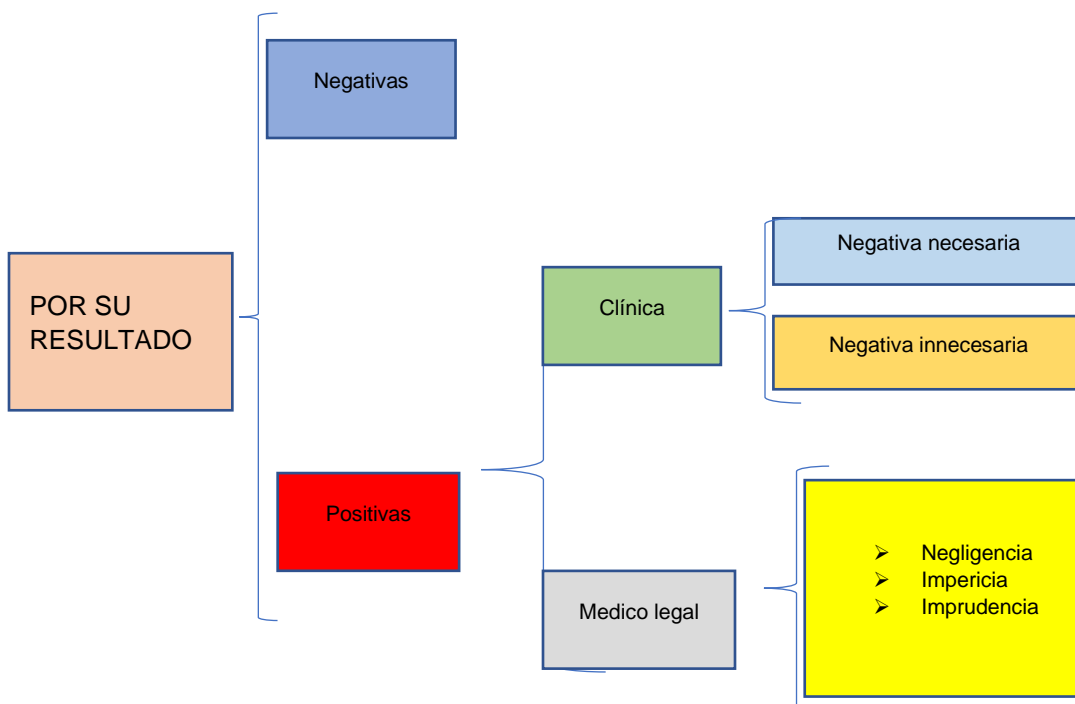 Negativas
POR SU
RESULTADO
Positivas
Clínica
Negativa necesaria
Negativa innecesaria
Medico legal
➢ Negligencia
➢ Impericia
➢ Imprudencia